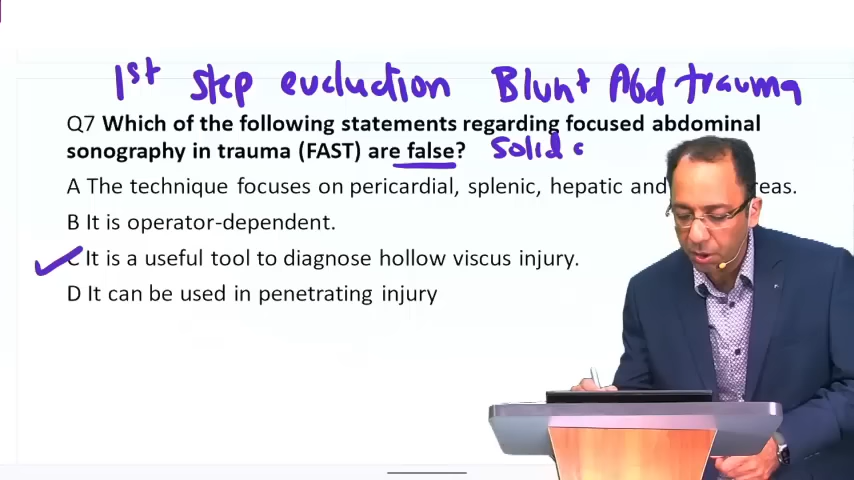 1st step evaluation Blunt Abd trauma
Q7 Which of the following statements regarding focused abdominal
sonography in trauma (FAST) are false? Solid
A The technique focuses on pericardial, splenic, hepatic and
B It is operator-dependent.
C It is a useful tool to diagnose hollow viscus injury.
D It can be used in penetrating injury